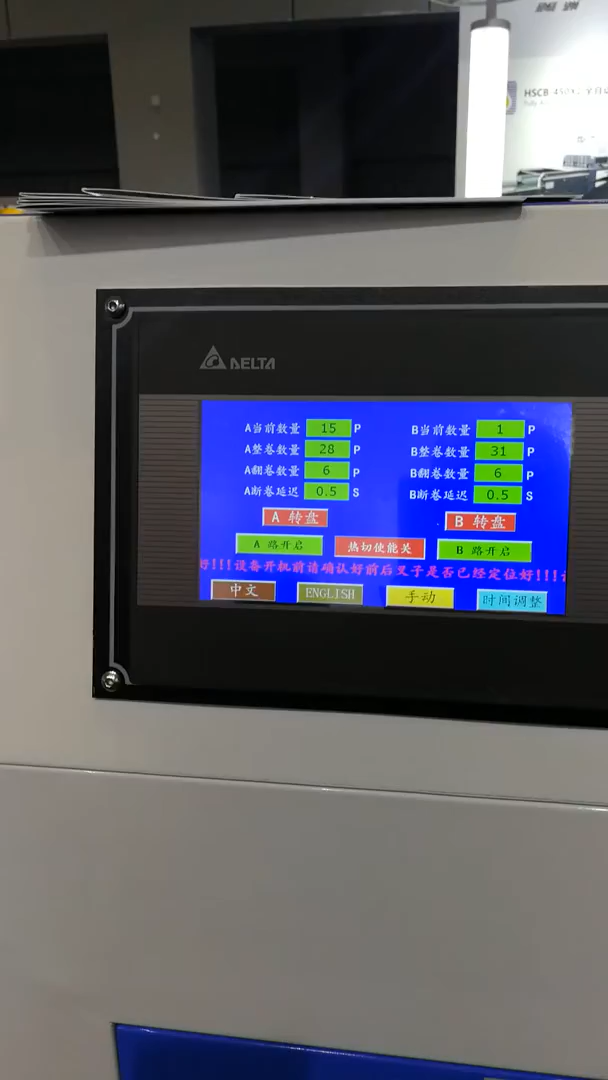 HSCB
DELTA
A当前数量 15 P B当前数量 1 P
A整卷数量 28 P B整卷数量 31 P
A翻卷数量 6 P B翻卷数量 6 P
A断卷延迟 0.5 S B断卷延迟 0.5 S
A 转盘 B 转盘
A 路开启 热切使能关 B 路开启
好!!!设备开机前请确认好前后叉子是否已经定位好!!!
中文 ENGLISH 手动 时间调整